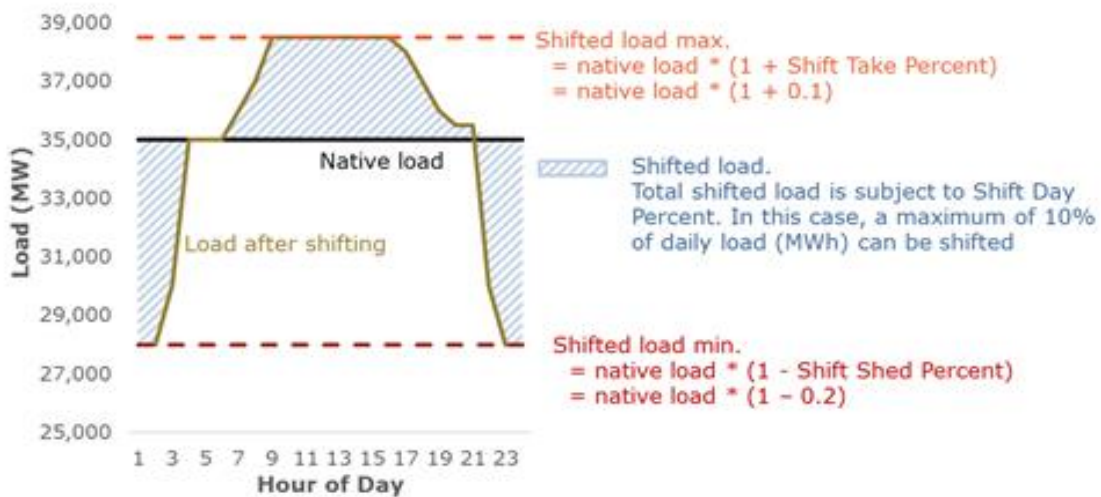 39,000
37,000
35,000
33,000
31,000
29,000
27,000
25,000
Load (MW)
1 3 5 7 9 11 13 15 17 19 21 23
Hour of Day
Native load
Load after shifting
Shifted load max.
= native load * (1 + Shift Take Percent)
= native load * (1 + 0.1)
Shifted load.
Total shifted load is subject to Shift Day
Percent. In this case, a maximum of 10%
of daily load (MWh) can be shifted
Shifted load min.
= native load * (1 - Shift Shed Percent)
= native load * (1 – 0.2)